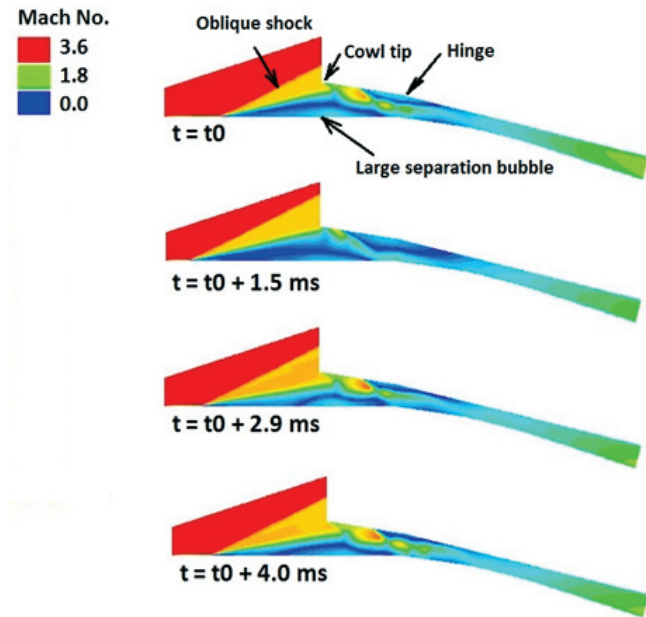 Mach No.
3.6
1.8
0.0
Oblique shock
Cowl tip
Hinge
t = t0
Large separation bubble
t = t0 + 1.5 ms
t = t0 + 2.9 ms
t = t0 + 4.0 ms